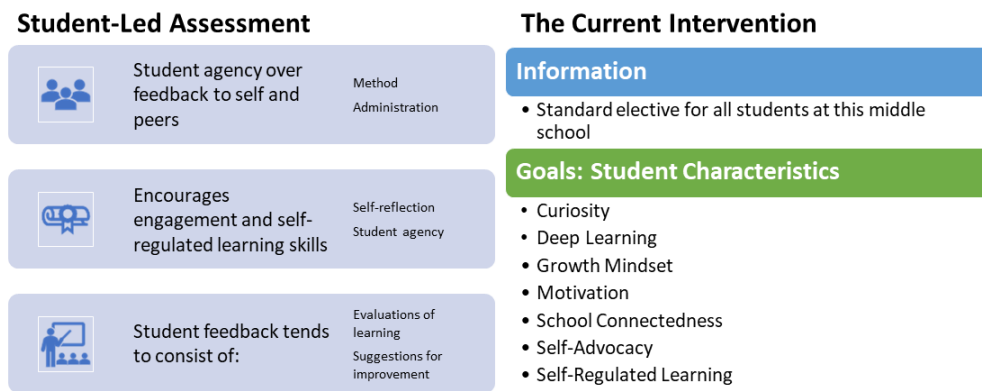 Student-Led Assessment
Student agency over
feedback to self and
peers
Method
Administration
Encourages
engagement and self-
regulated learning skills
Self-reflection
Student agency
Student feedback tends
to consist of:
Evaluations of
learning
Suggestions for
improvement
The Current Intervention
Information
• Standard elective for all students at this middle
school
Goals: Student Characteristics
• Curiosity
• Deep Learning
• Growth Mindset
• Motivation
• School Connectedness
• Self-Advocacy
• Self-Regulated Learning